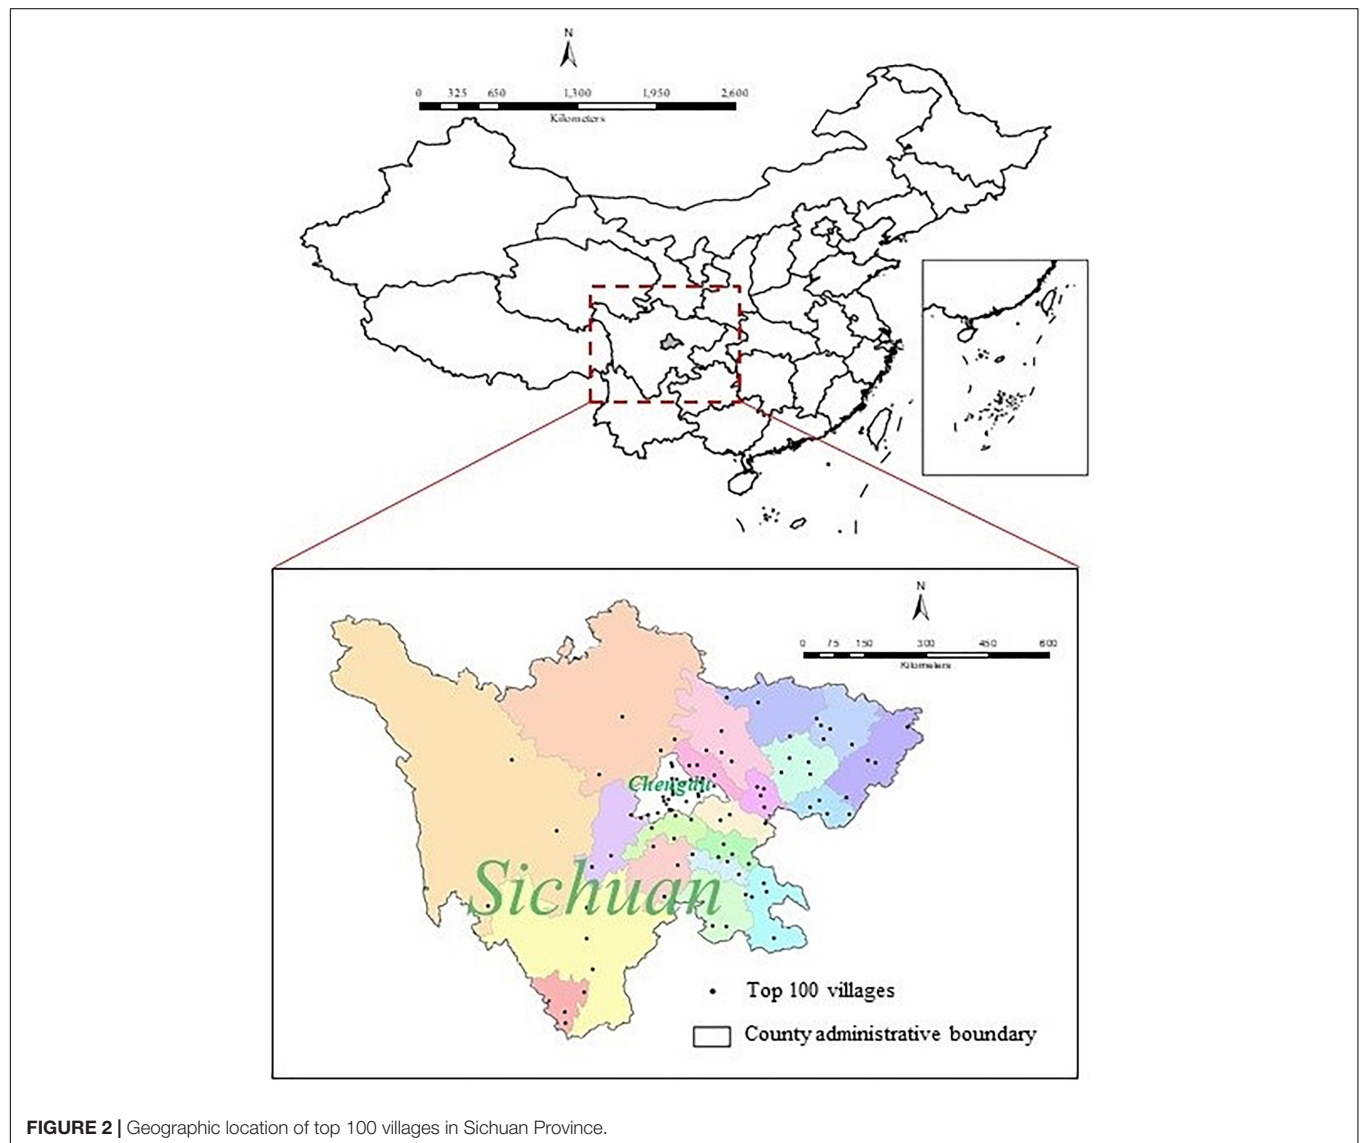 N
0 325 650 1,300 1,950 2,600
Kilometers
N
0 75 150 300 450 600
Kilometers
Chengdu
Sichuan
Top 100 villages
County administrative boundary
FIGURE 2 | Geographic location of top 100 villages in Sichuan Province.